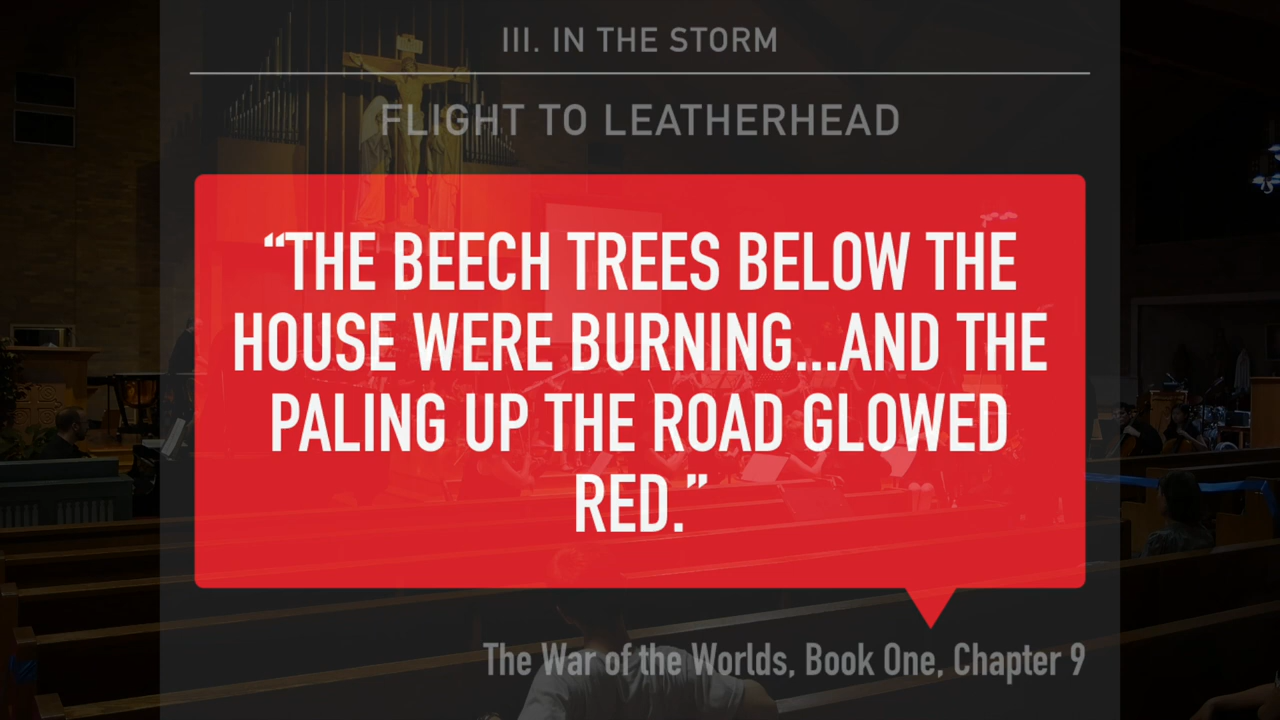 III. IN THE STORM
FLIGHT TO LEATHERHEAD
“THE BEECH TREES BELOW THE
HOUSE WERE BURNING...AND THE
PALING UP THE ROAD GLOWED
RED.”
The War of the Worlds, Book One, Chapter 9